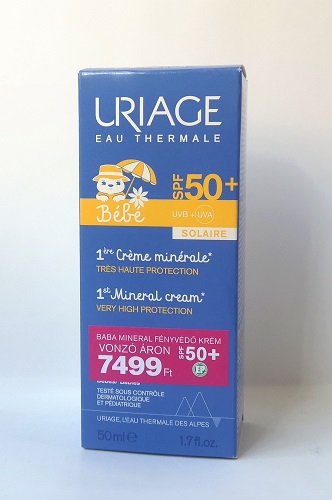 URIAGE
EAU THERMALE
SPF 50+
Bébé
UVB + UVA
SOLAIRE
1ère Crème minérale*
TRÈS HAUTE PROTECTION
1st Mineral cream*
VERY HIGH PROTECTION
BABA MINERAL FÉNYVÉDŐ KRÉM
VONZÓ ÁRON SPF 50+
7499 Ft
EP
TESTÉ SOUS CONTRÔLE
DERMATOLOGIQUE
ET PÉDIATRIQUE
URIAGE, L'EAU THERMALE DES ALPES
50ml e 1.7fl.oz.